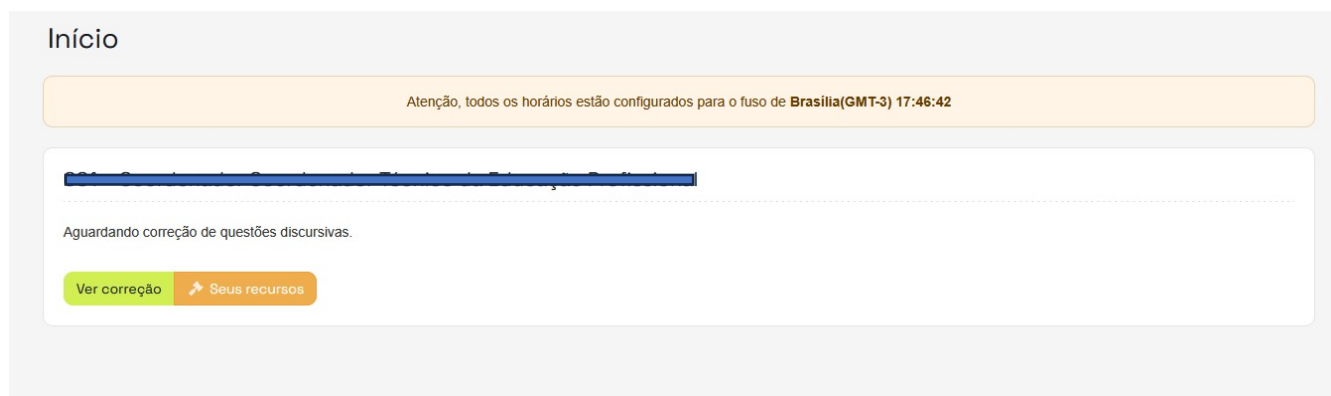 Início
Atenção, todos os horários estão configurados para o fuso de Brasília(GMT-3) 17:46:42
Aguardando correção de questões discursivas.
Ver correção
Seus recursos